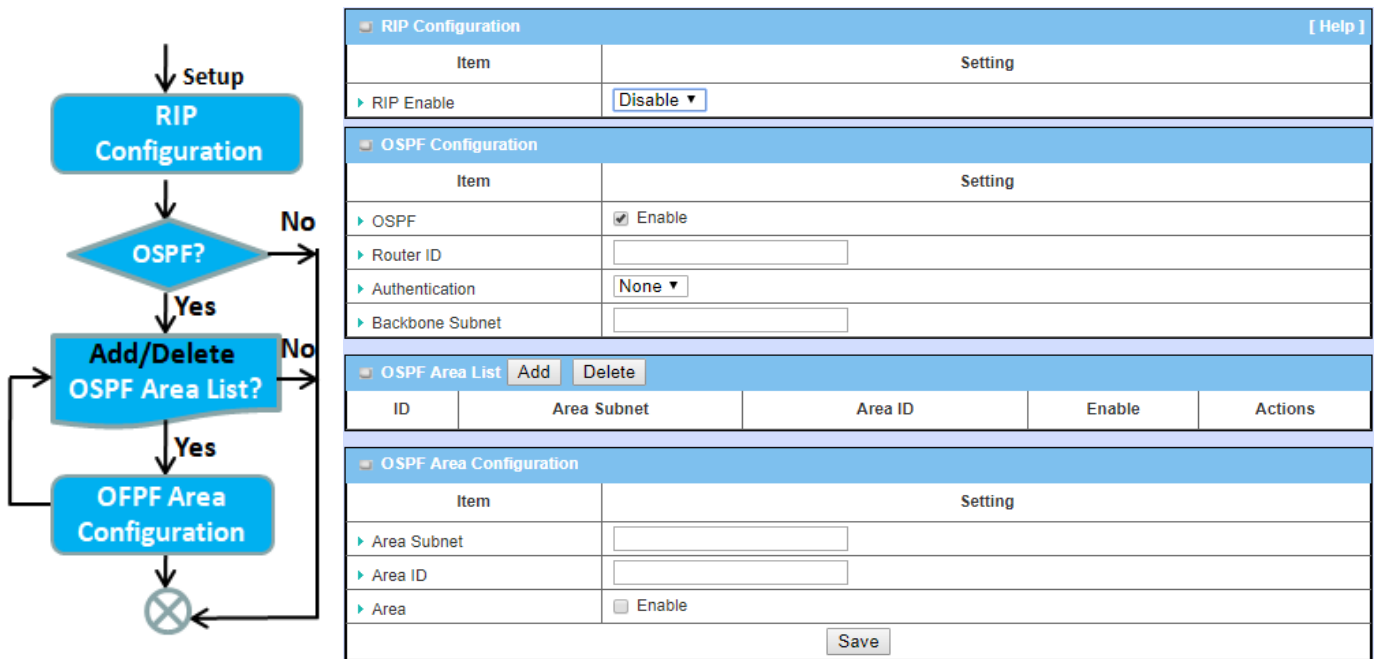 Setup
RIP
Configuration
OSPF?
No
Yes
Add/Delete
OSPF Area List?
No
Yes
OFPF Area
Configuration
RIP Configuration [ Help ]
Item Setting
RIP Enable Disable
OSPF Configuration
Item Setting
OSPF Enable
Router ID
Authentication None
Backbone Subnet
OSPF Area List Add Delete
ID Area Subnet Area ID Enable Actions
OSPF Area Configuration
Item Setting
Area Subnet
Area ID
Area Enable
Save